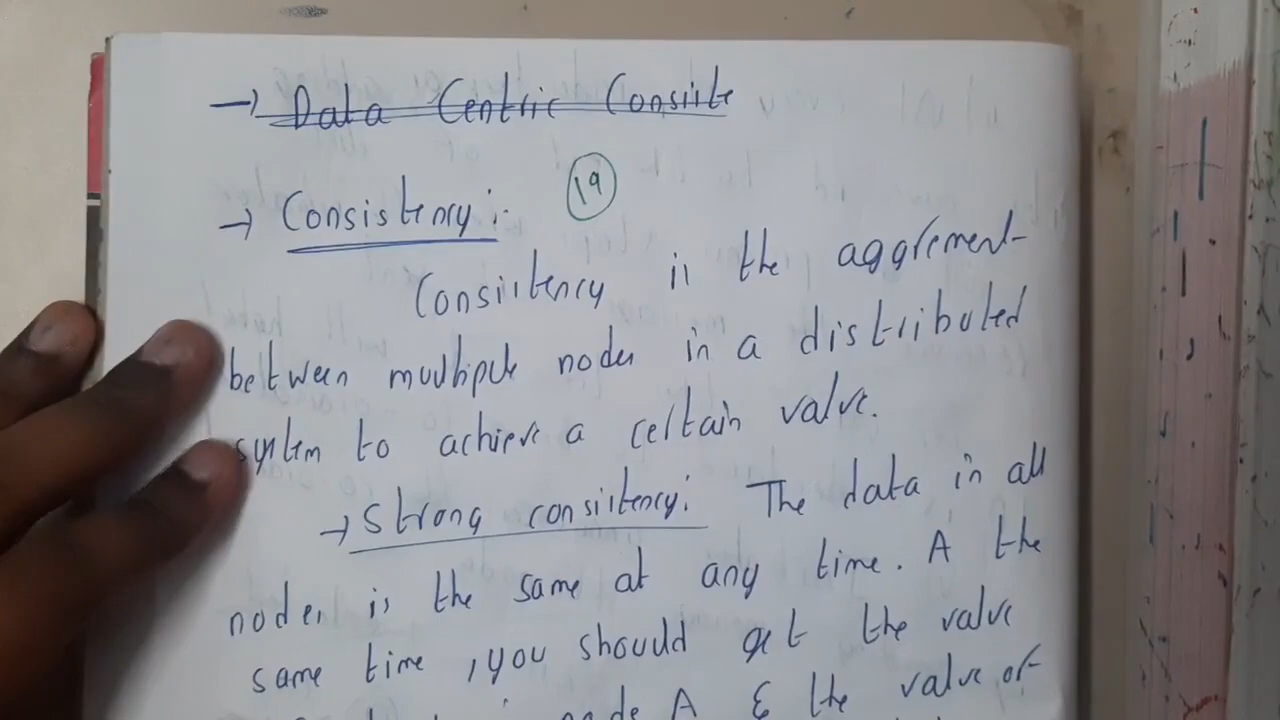 → Data Centric Consiste
→ Consistency:- 19
Consistency is the aggrement
between multiple nodes in a distributed
system to achieve a certain value.
→ Strong consistency: The data in all
nodes is the same at any time. A the
same time, you should get the value
node A & the value of